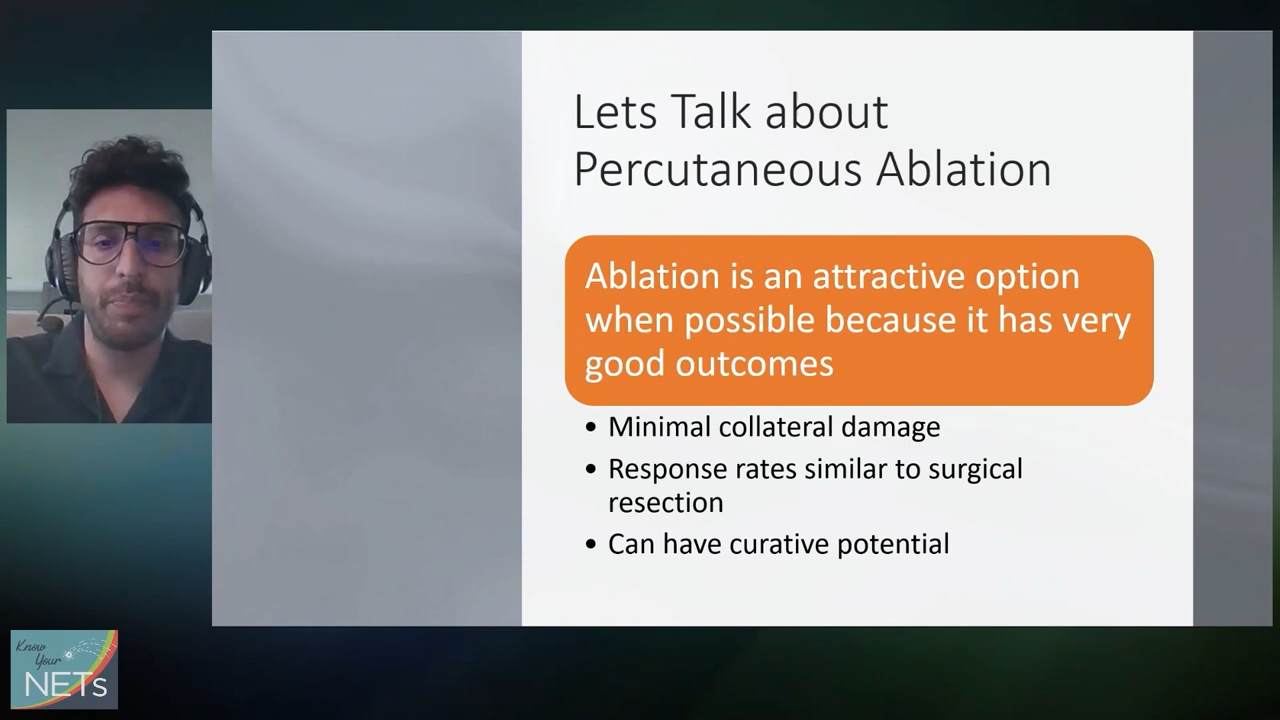 Lets Talk about
Percutaneous Ablation
Ablation is an attractive option
when possible because it has very
good outcomes
• Minimal collateral damage
• Response rates similar to surgical
resection
• Can have curative potential
Know
Your
NETs